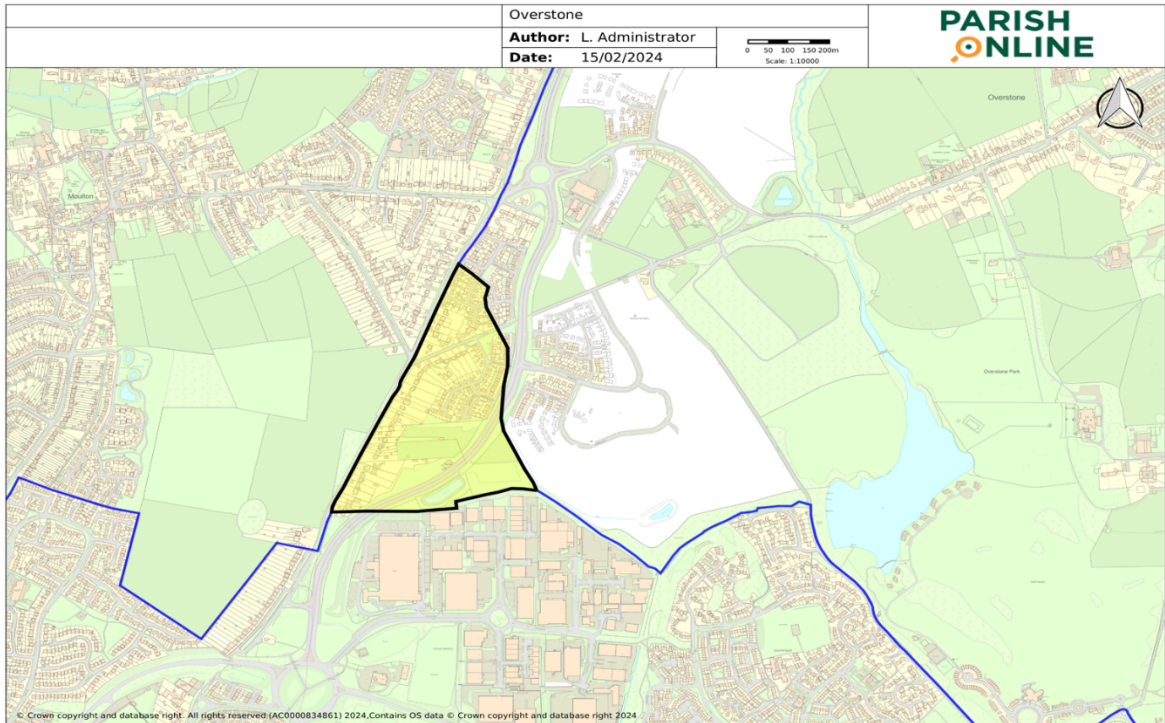 Overstone
Author: L. Administrator
Date: 15/02/2024
0 50 100 150 200m
Scale: 1:10000
PARISH
ONLINE
Overstone
Moulton
Overstone Park
© Crown copyright and database right. All rights reserved (AC0000834861) 2024,Contains OS data © Crown copyright and database right 2024